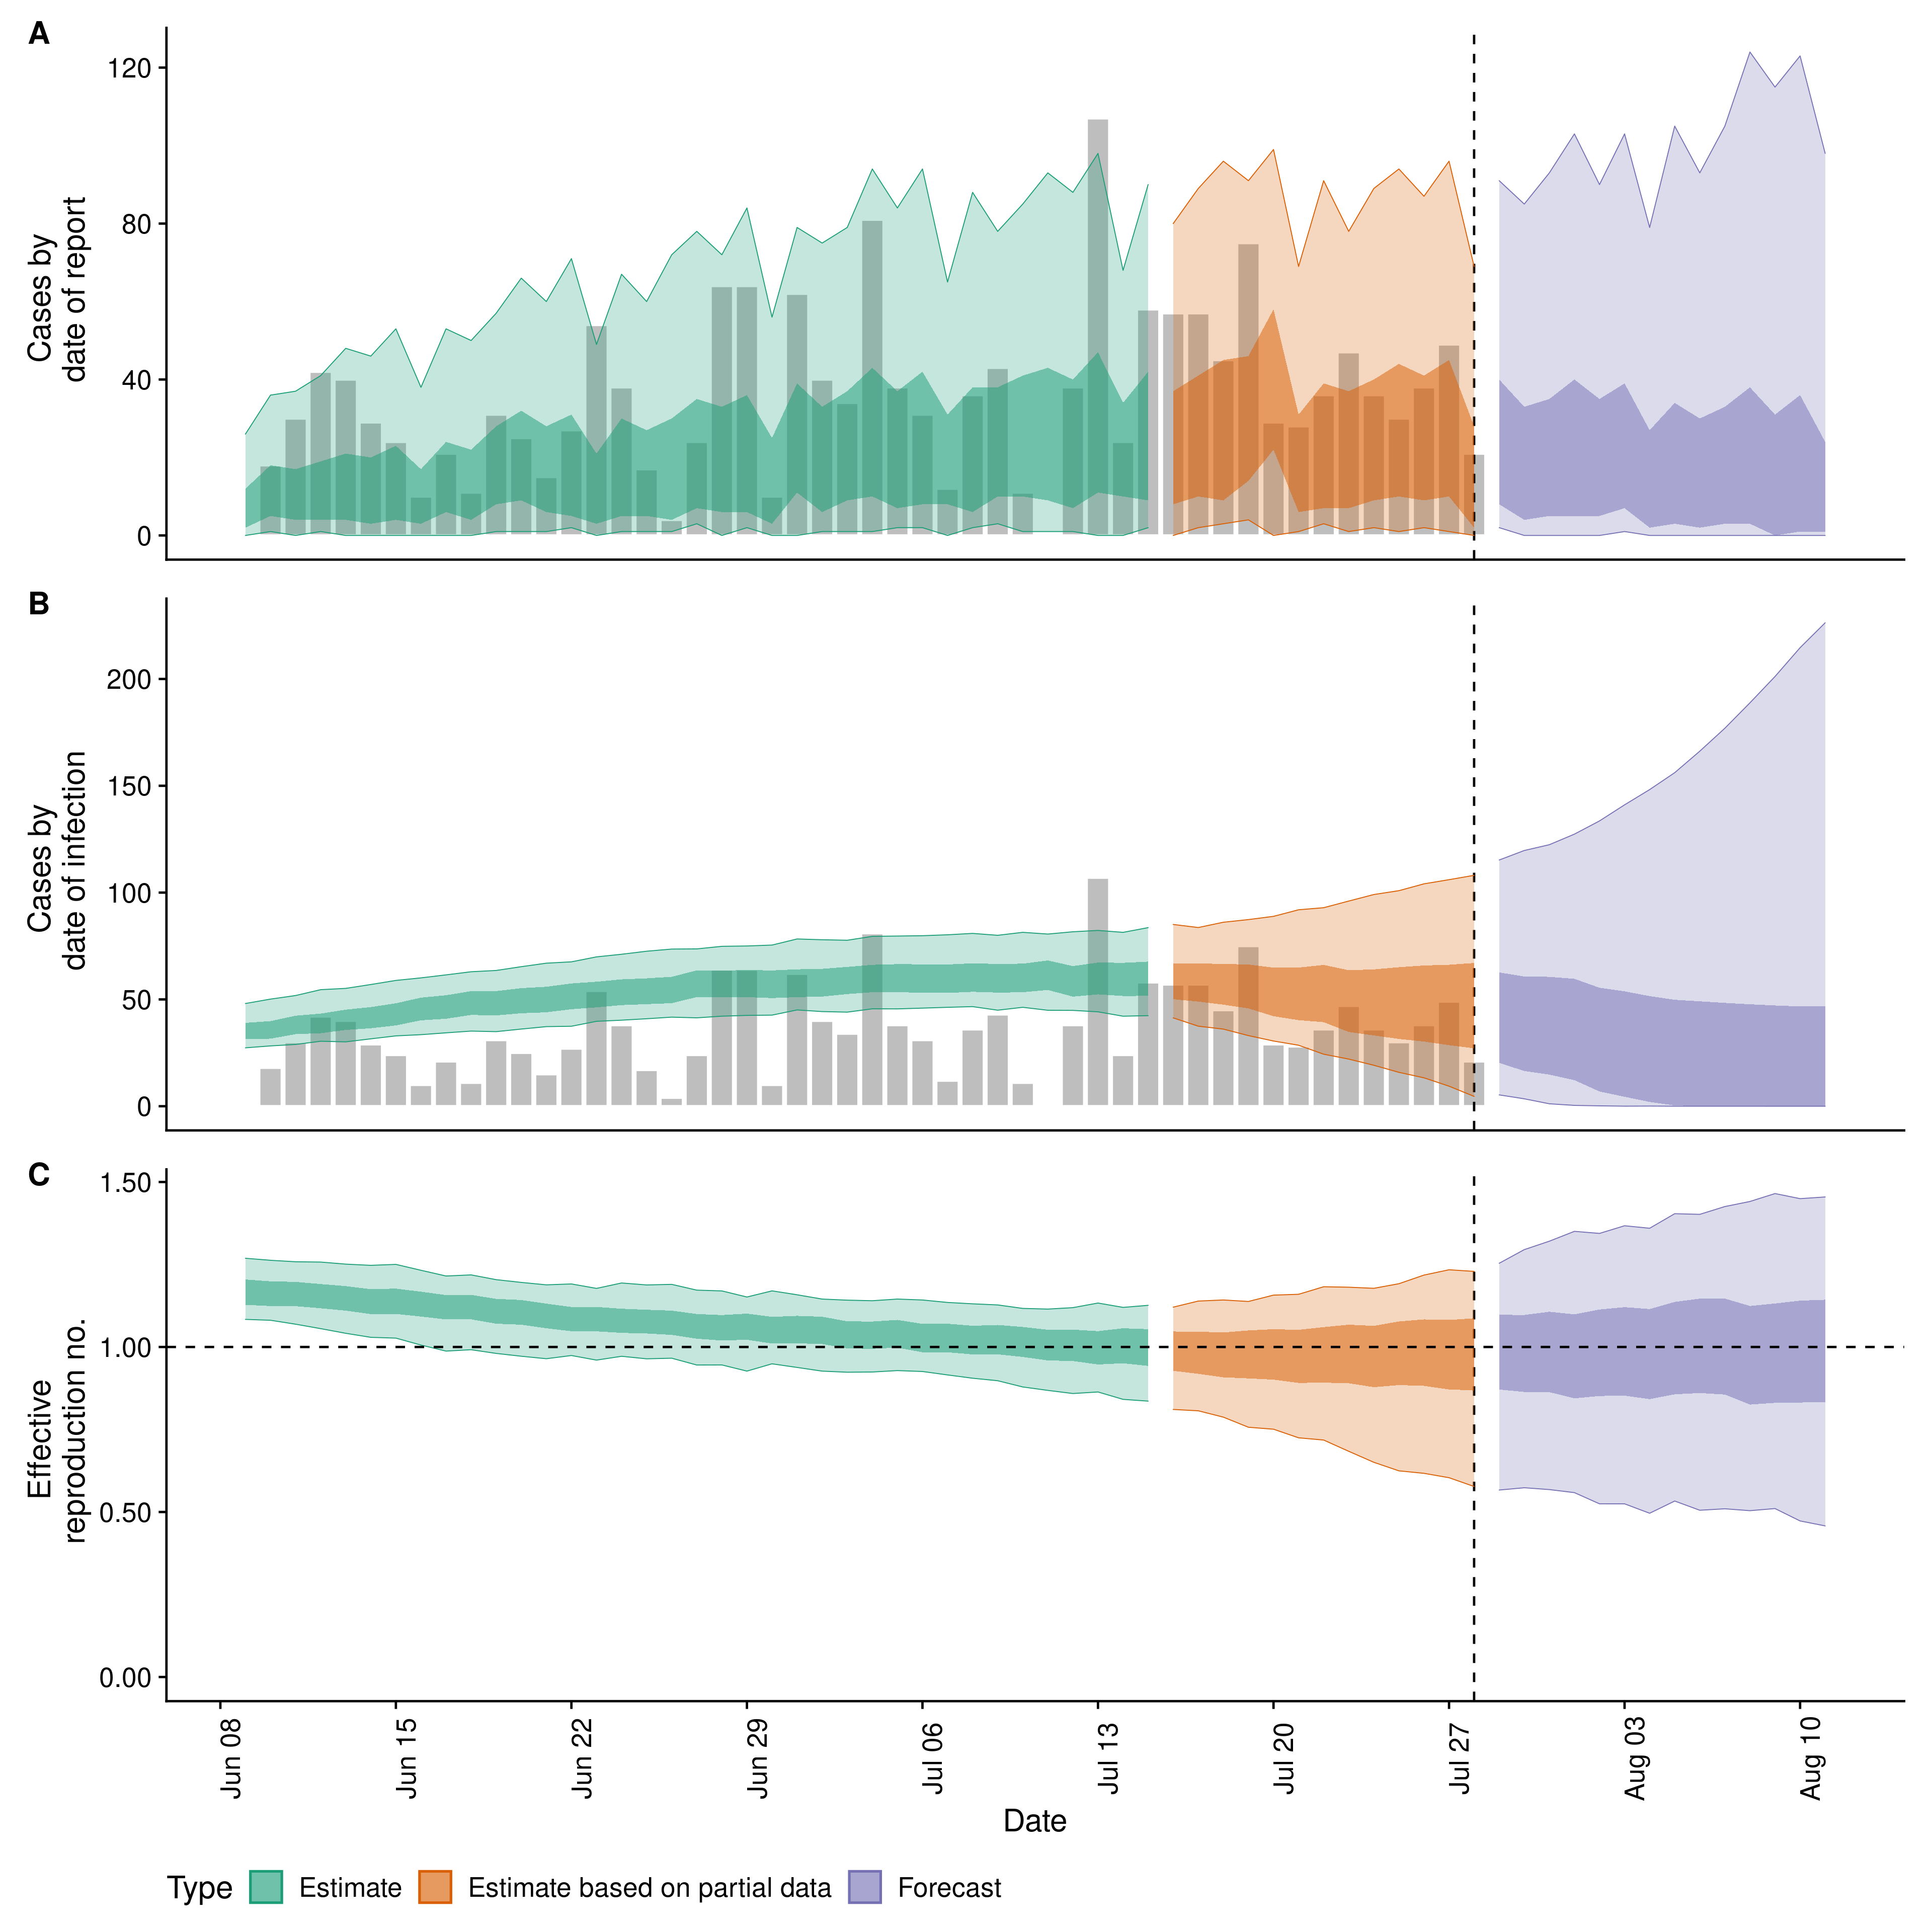 A
Cases by
date of report
120
80
40
0
B
Cases by
date of infection
200
150
100
50
0
C
Effective
reproduction no.
1.50
1.00
0.50
0.00
Jun 08
Jun 15
Jun 22
Jun 29
Jul 06
Jul 13
Jul 20
Jul 27
Aug 03
Aug 10
Date
Type Estimate Estimate based on partial data Forecast